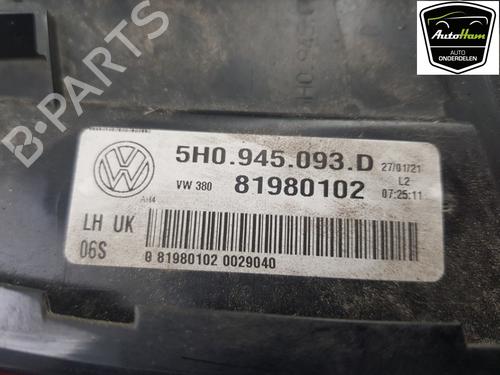 AutoHam
AUTO
ONDERDELEN
B-PARTS
5H0.945.093.D
27/01/21
VW 380
81980102
L2
07:25:11
AH4
LH UK
06S
0 81980102 0029040